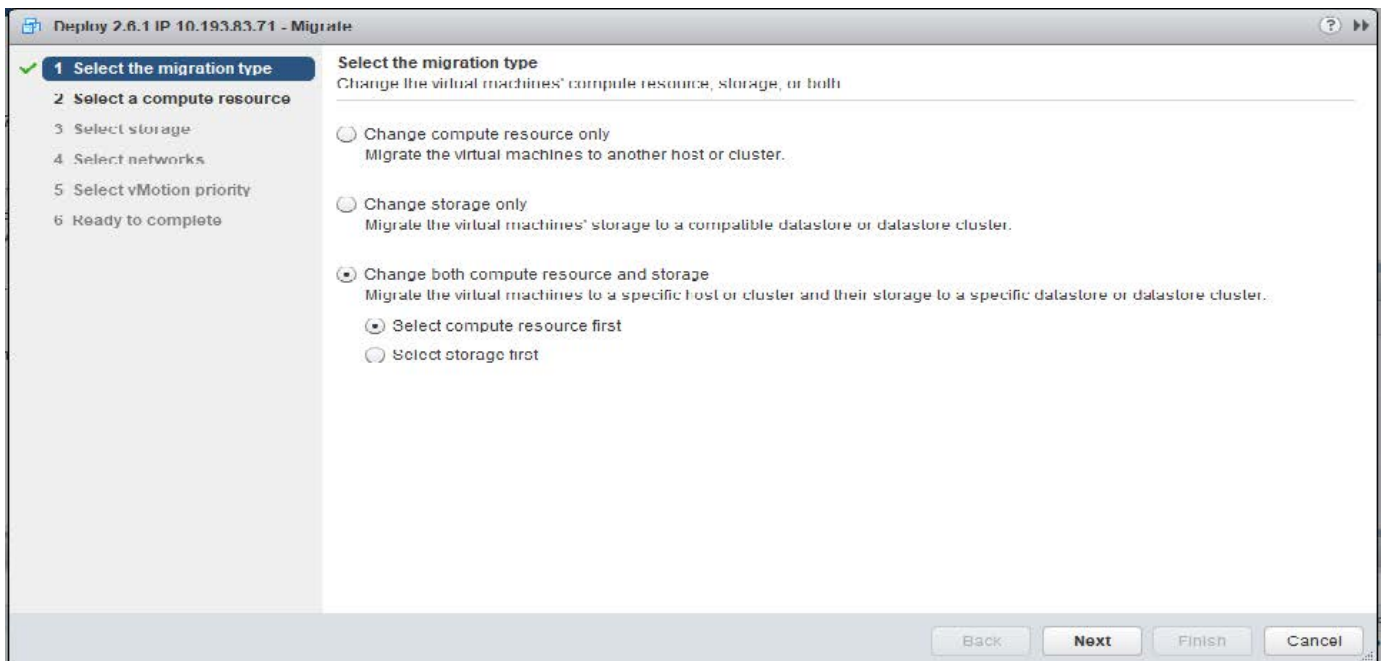 Deploy 2.6.1 IP 10.193.83.71 - Migrate
1 Select the migration type
2 Select a compute resource
3 Select storage
4 Select networks
5 Select vMotion priority
6 Ready to complete
Select the migration type
Change the virtual machines' compute resource, storage, or both
Change compute resource only
Migrate the virtual machines to another host or cluster.
Change storage only
Migrate the virtual machines' storage to a compatible datastore or datastore cluster.
Change both compute resource and storage
Migrate the virtual machines to a specific host or cluster and their storage to a specific datastore or datastore cluster.
Select compute resource first
Select storage first
Back Next Finish Cancel